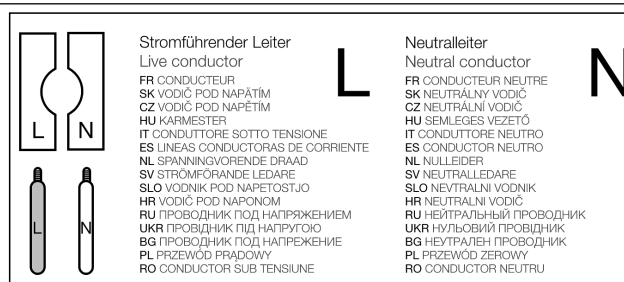 L N
L N
Stromführender Leiter
Live conductor
FR CONDUCTEUR
SK VODIČ POD NAPÄTÍM
CZ VODIČ POD NAPĚTÍM
HU KARMESTER
IT CONDUTTORE SOTTO TENSIONE
ES LINEAS CONDUCTORAS DE CORRIENTE
NL SPANNINGVORENDE DRAAD
SV STRÖMFÖRANDE LEDARE
SLO VODNIK POD NAPETOSTJO
HR VODIČ POD NAPONOM
RU ПРОВОДНИК ПОД НАПРЯЖЕНИЕМ
UKR ПРОВІДНИК ПІД НАПРУГОЮ
BG ПРОВОДНИК ПОД НАПРЕЖЕНИЕ
PL PRZEWÓD PRĄDOWY
RO CONDUCTOR SUB TENSIUNE
L
Neutralleiter
Neutral conductor
FR CONDUCTEUR NEUTRE
SK NEUTRÁLNY VODIČ
CZ NEUTRÁLNÍ VODIČ
HU SEMLEGES VEZETŐ
IT CONDUTTORE NEUTRO
ES CONDUCTOR NEUTRO
NL NULLEIDER
SV NEUTRALLEDARE
SLO NEVTRALNI VODNIK
HR NEUTRALNI VODIČ
RU НЕЙТРАЛЬНЫЙ ПРОВОДНИК
UKR НУЛЬОВИЙ ПРОВІДНИК
BG НЕУТРАЛЕН ПРОВОДНИК
PL PRZEWÓD ZEROWY
RO CONDUCTOR NEUTRU
N